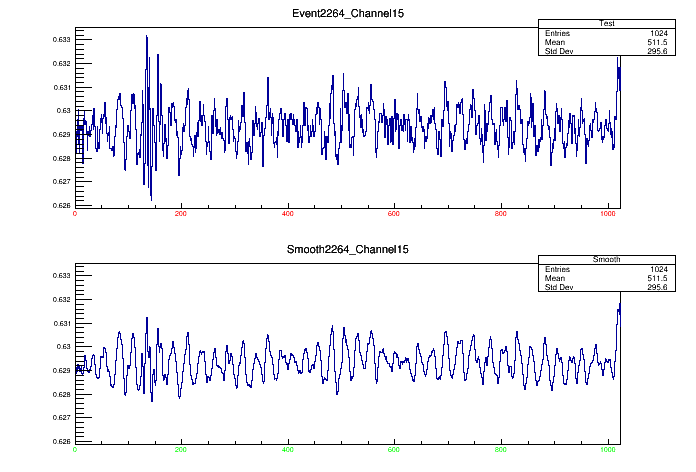 Event2264_Channel15
Test
Entries 1024
Mean 511.5
Std Dev 295.6
0.633
0.632
0.631
0.63
0.629
0.628
0.627
0.626
0 200 400 600 800 1000
Smooth2264_Channel15
Smooth
Entries 1024
Mean 511.5
Std Dev 295.6
0.633
0.632
0.631
0.63
0.629
0.628
0.627
0.626
0 200 400 600 800 1000